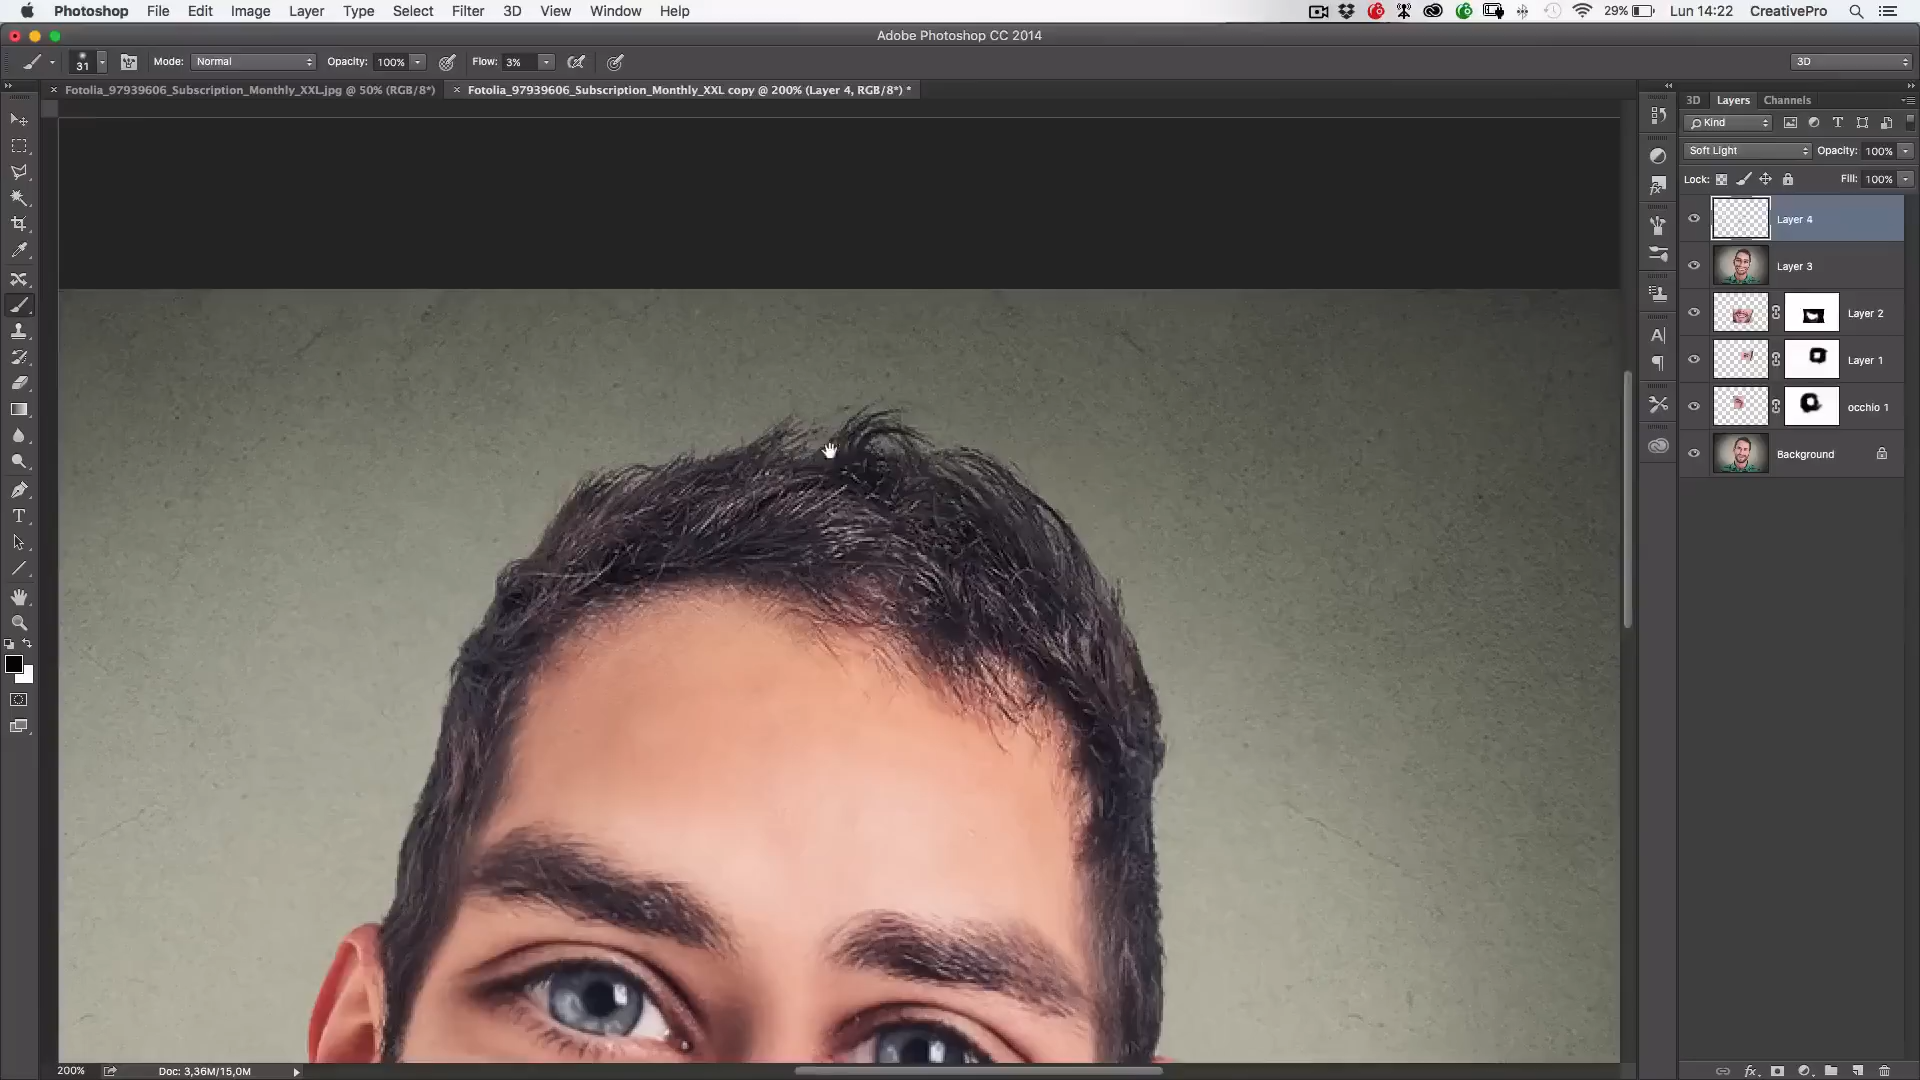 Photoshop File Edit Image Layer Type Select Filter 3D View Window Help 29% Lun 14:22 CreativePro
Adobe Photoshop CC 2014
31 Mode: Normal Opacity: 100% Flow: 3% 3D
Fotolia_97939606_Subscription_Monthly_XXL.jpg @ 50% (RGB/8*) Fotolia_97939606_Subscription_Monthly_XXL copy @ 200% (Layer 4, RGB/8*) *
3D Layers Channels
Kind
Soft Light Opacity: 100%
Lock: Fill: 100%
Layer 4
Layer 3
Layer 2
Layer 1
occhio 1
Background
200% Doc: 3,36M/15,0M